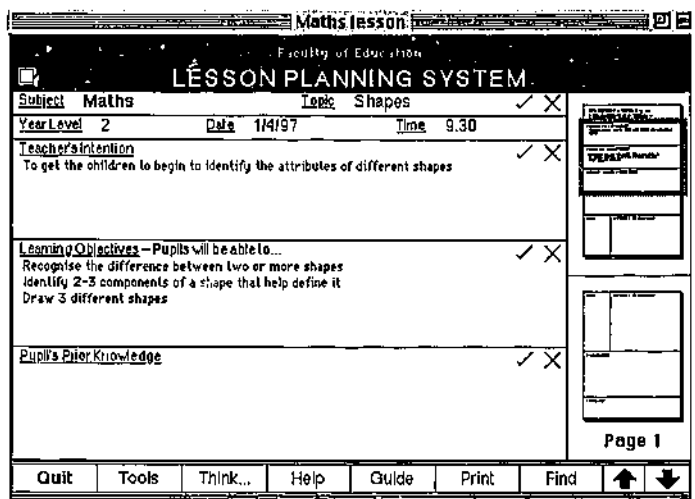 Maths lesson
Faculty of Education
LESSON PLANNING SYSTEM
Subject Maths Topic Shapes
Year Level 2 Date 1/4/97 Time 9.30
Teacher's Intention
To get the children to begin to identify the attributes of different shapes
Learning Objectives – Pupils will be able to...
Recognise the difference between two or more shapes
Identify 2-3 components of a shape that help define it
Draw 3 different shapes
Pupil's Prior Knowledge
Page 1
Quit Tools Think... Help Guide Print Find